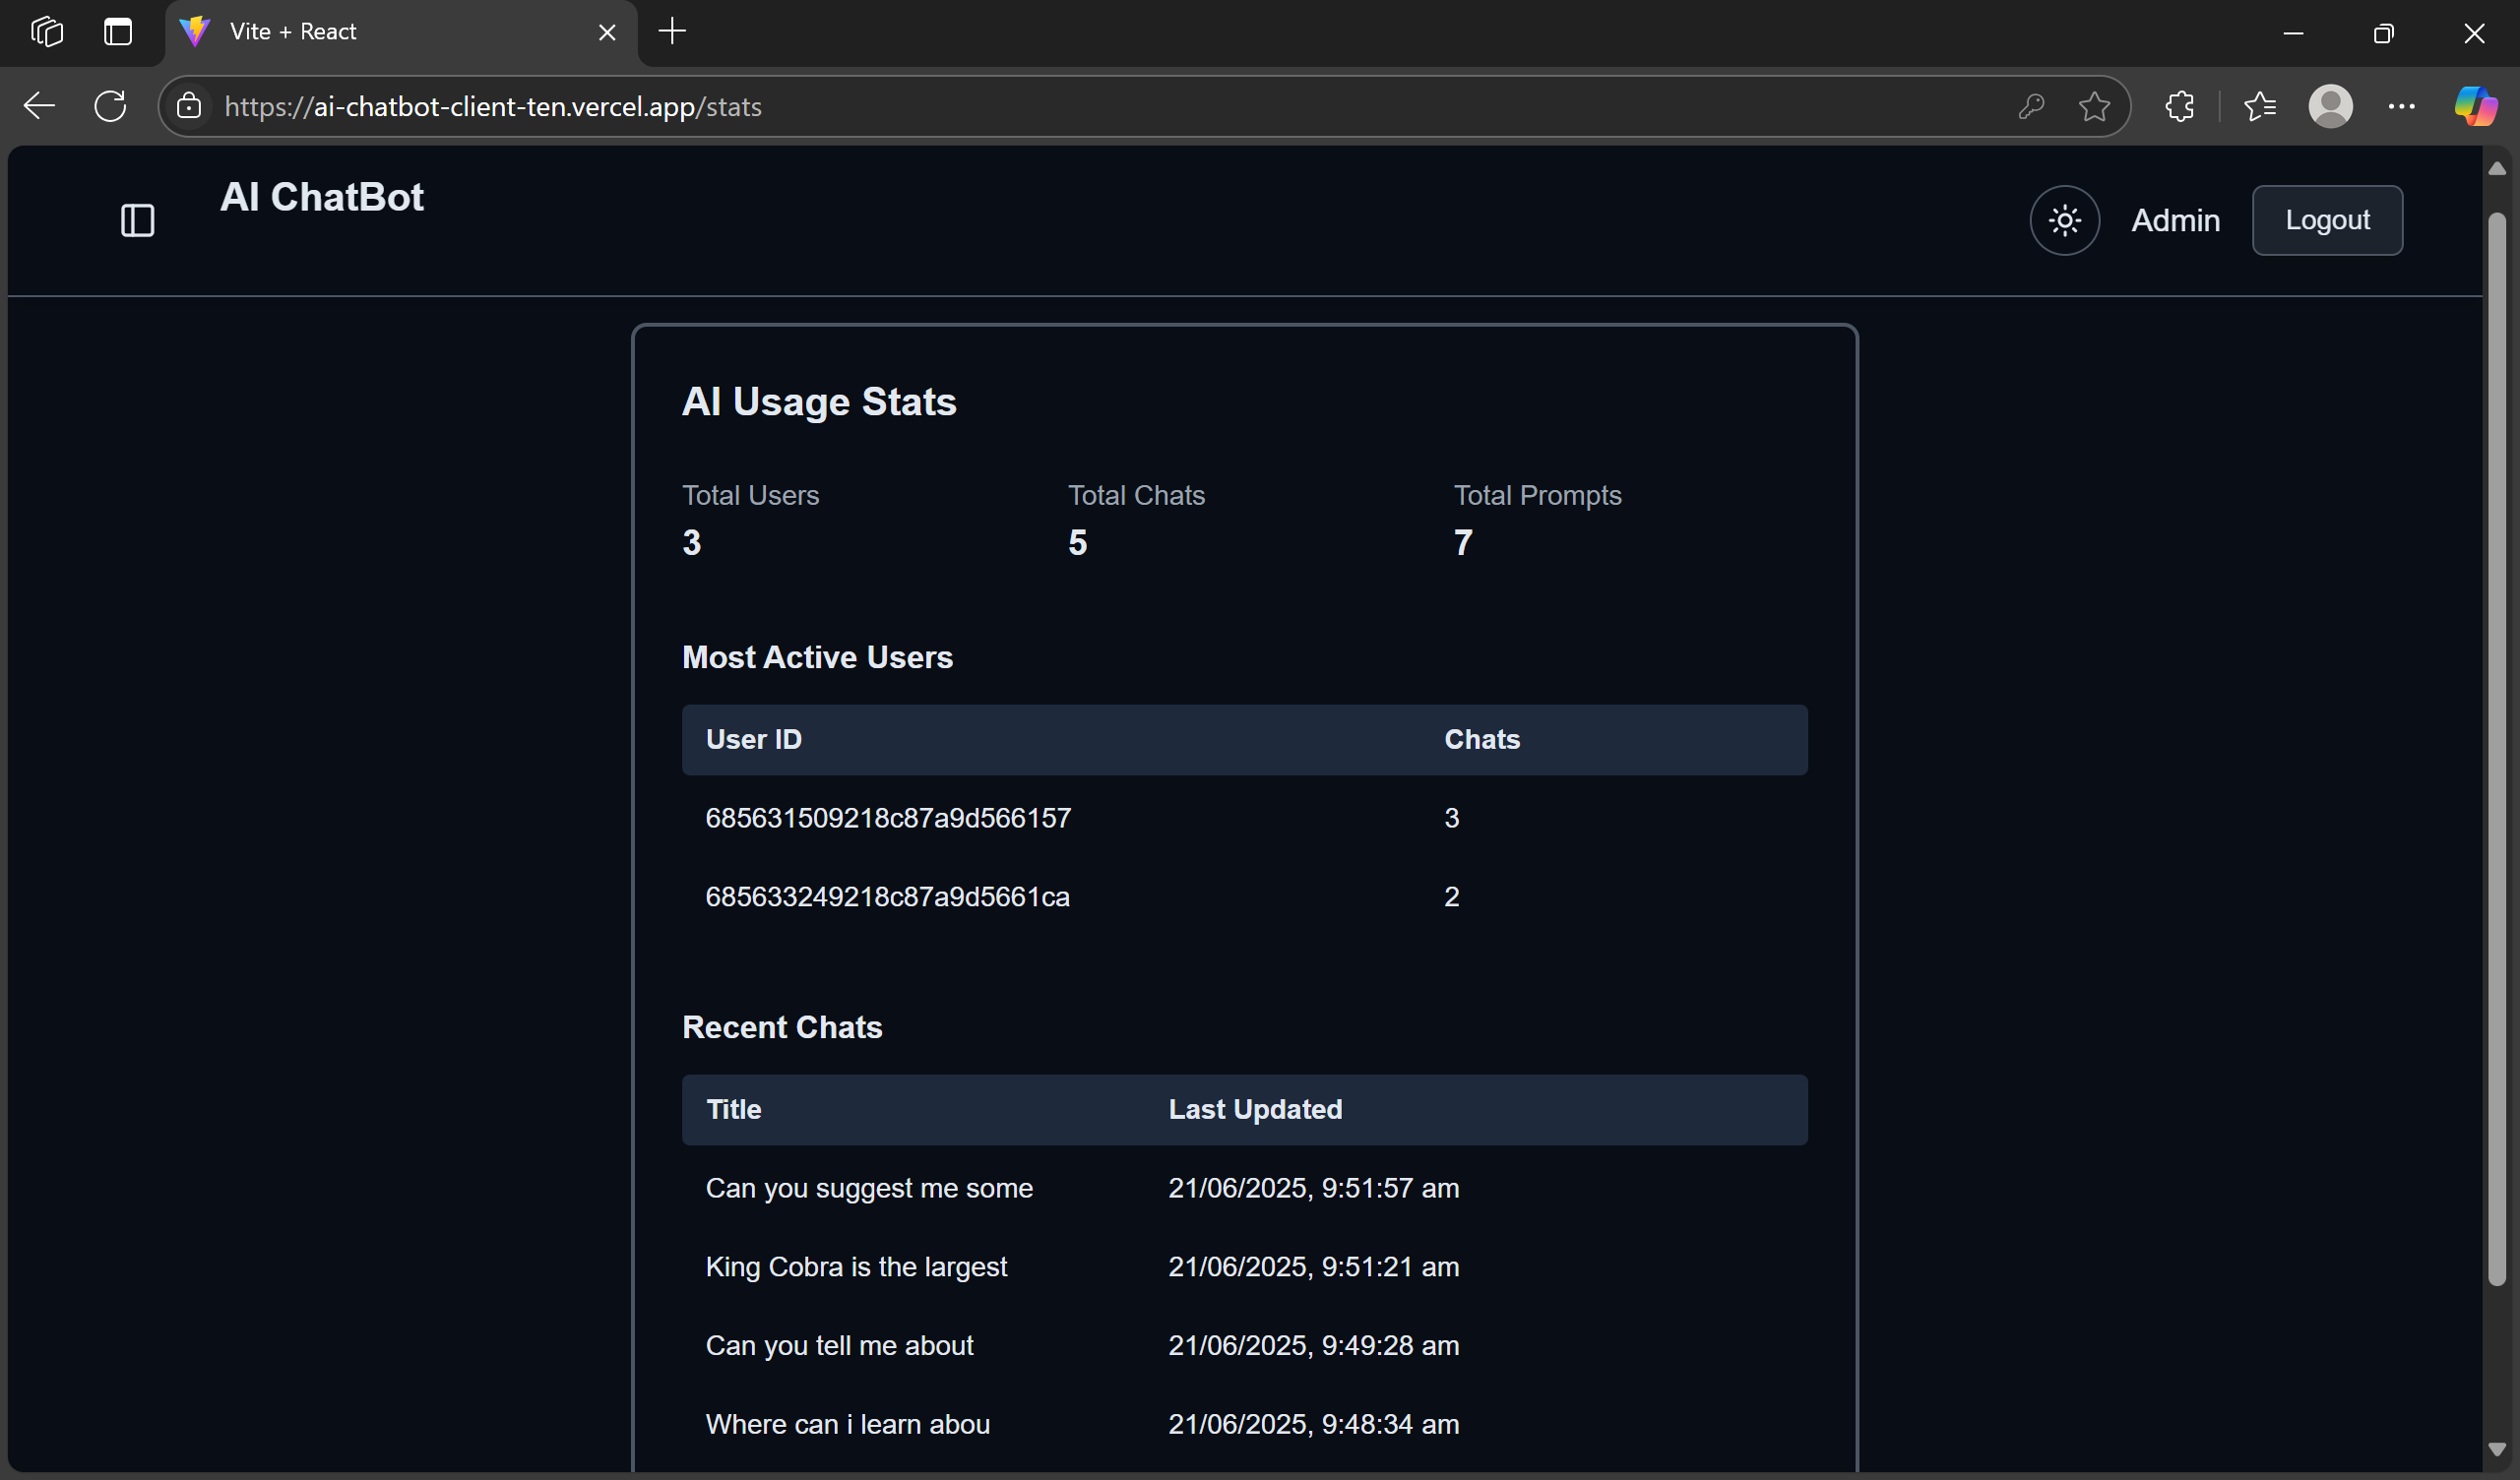 Vite + React
https://ai-chatbot-client-ten.vercel.app/stats
AI ChatBot
Admin
Logout
AI Usage Stats
Total Users
Total Chats
Total Prompts
3
5
7
Most Active Users
User ID
Chats
685631509218c87a9d566157
3
685633249218c87a9d5661ca
2
Recent Chats
Title
Last Updated
Can you suggest me some
21/06/2025, 9:51:57 am
King Cobra is the largest
21/06/2025, 9:51:21 am
Can you tell me about
21/06/2025, 9:49:28 am
Where can i learn abou
21/06/2025, 9:48:34 am